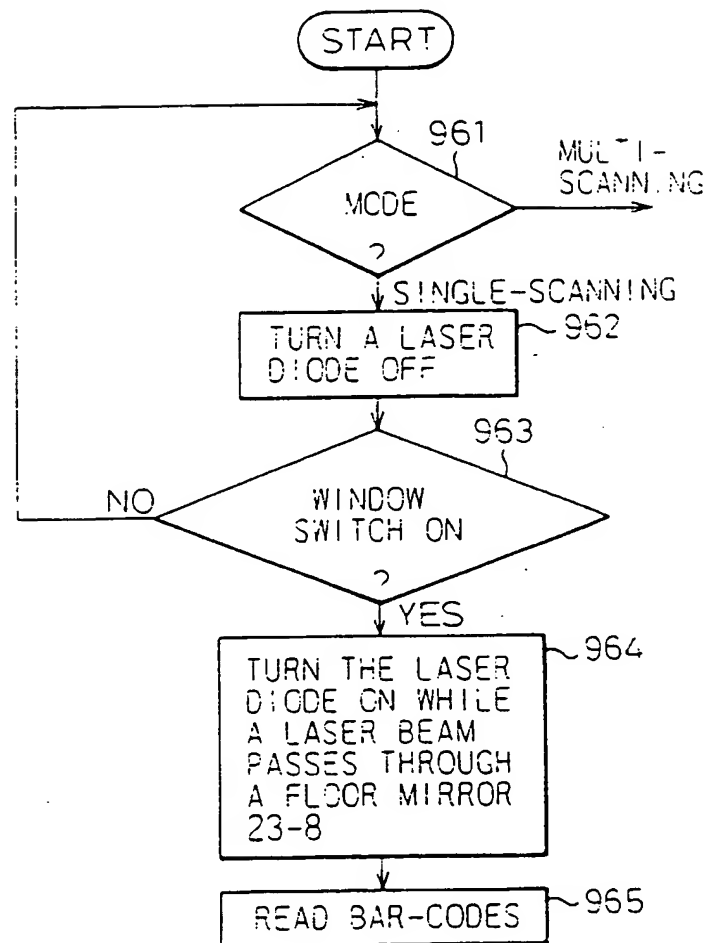 START
961
MULTI-
SCANNING
MODE
?
SINGLE-SCANNING
TURN A LASER
DIODE OFF
962
963
NO
WINDOW
SWITCH ON
?
YES
TURN THE LASER
DIODE ON WHILE
A LASER BEAM
PASSES THROUGH
A FLOOR MIRROR
23-8
964
READ BAR-CODES
965